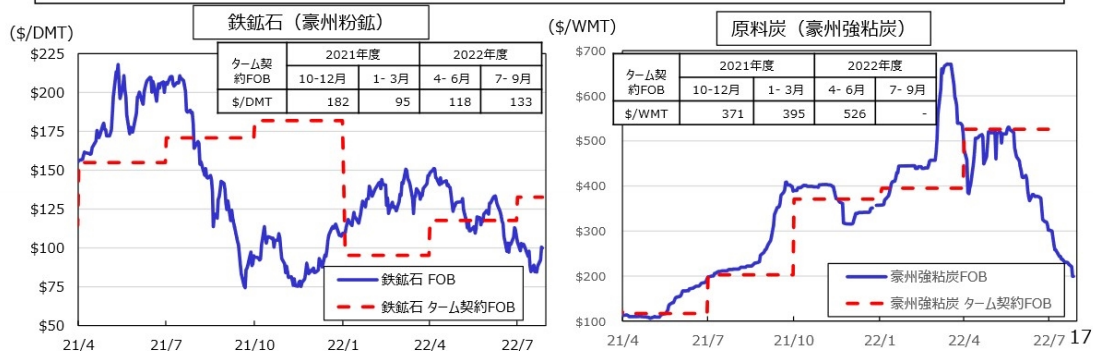 鉄鉱石（豪州粉鉱）
($/DMT)
ターム契約FOB 2021年度 2022年度
10-12月 1- 3月 4- 6月 7- 9月
$/DMT 182 95 118 133
$225
$200
$175
$150
$125
$100
$75
$50
鉄鉱石 FOB
鉄鉱石 ターム契約FOB
21/4 21/7 21/10 22/1 22/4 22/7
原料炭（豪州強粘炭）
($/WMT)
ターム契約FOB 2021年度 2022年度
10-12月 1- 3月 4- 6月 7- 9月
$/WMT 371 395 526 -
$700
$600
$500
$400
$300
$200
$100
豪州強粘炭FOB
豪州強粘炭 ターム契約FOB
21/4 21/7 21/10 22/1 22/4 22/7
17